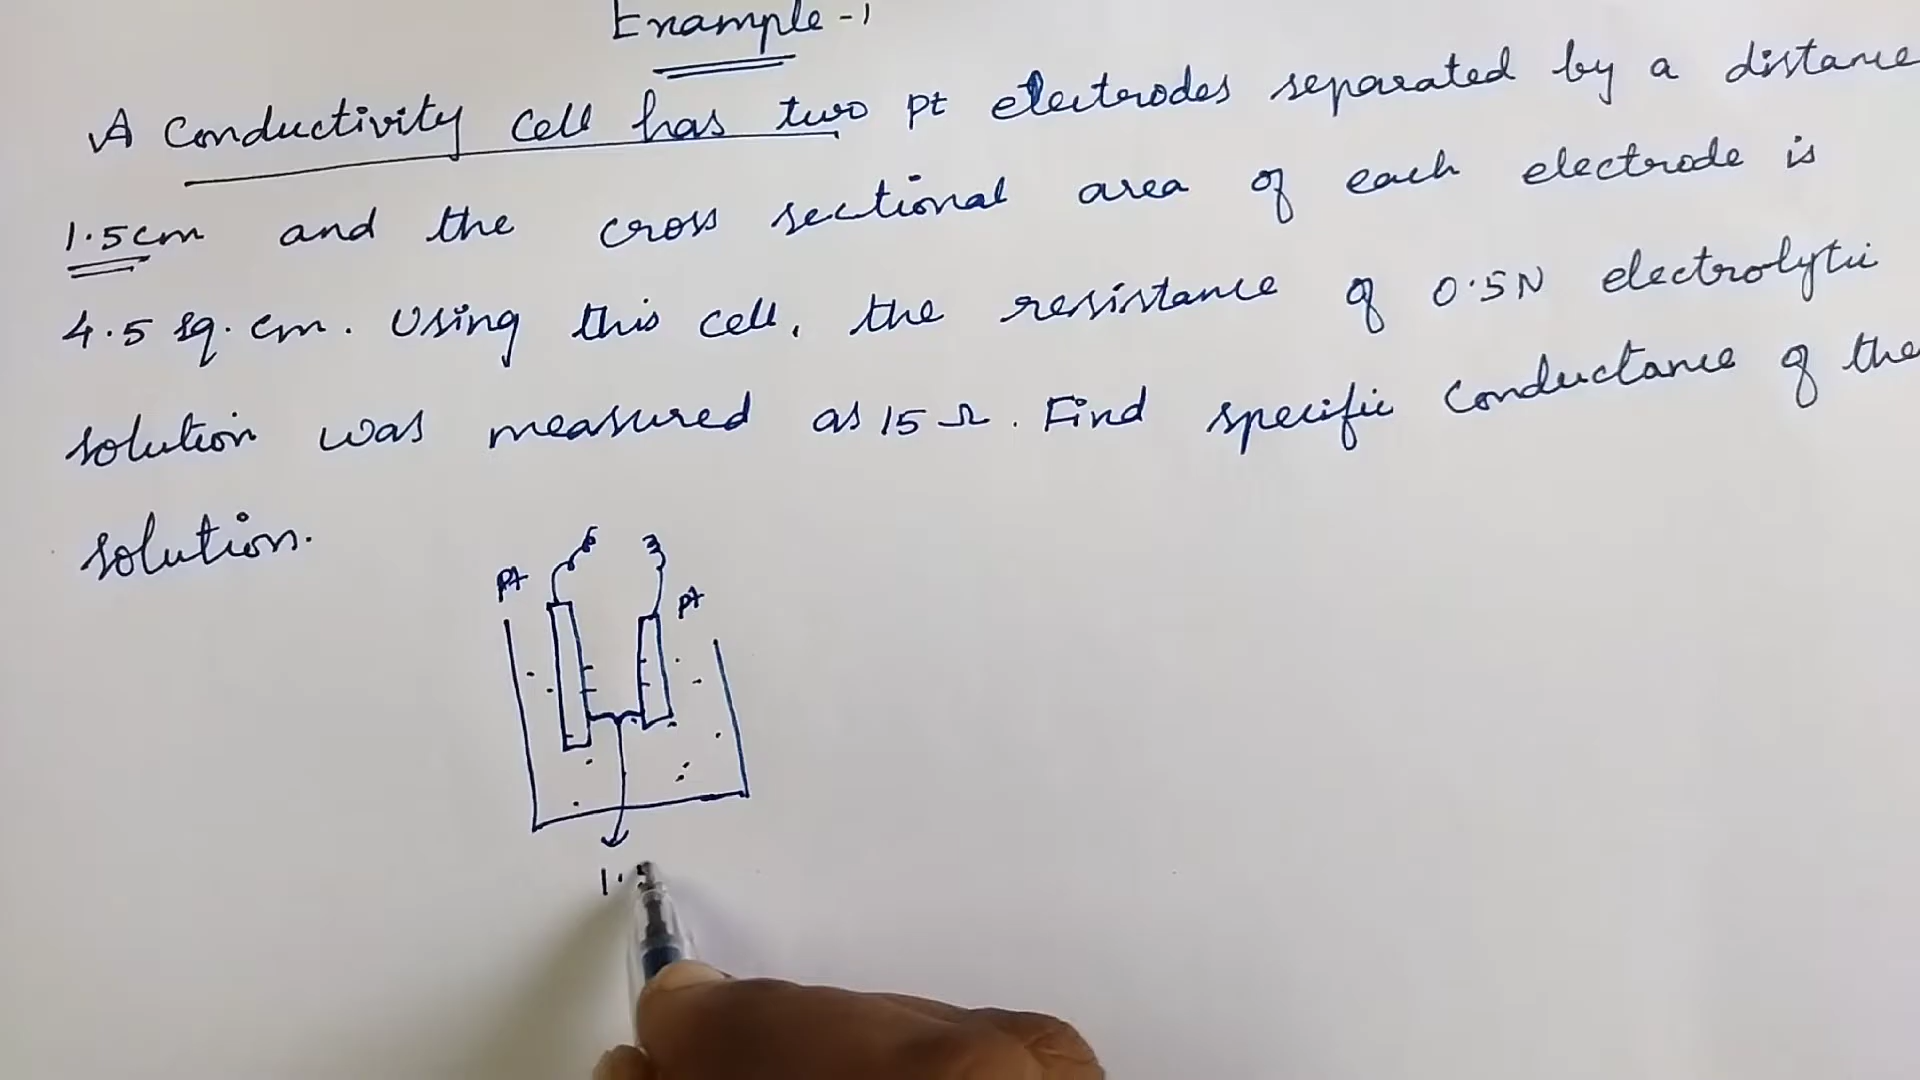 Example-1
A Conductivity cell has two pt electrodes separated by a distance
1.5cm and the cross sectional area of each electrode is
4.5 sq.cm. Using this cell, the resistance of 0.5N electrolytic
solution was measured as 15 Ω. Find specific conductance of the
solution.
pt
pt
1.